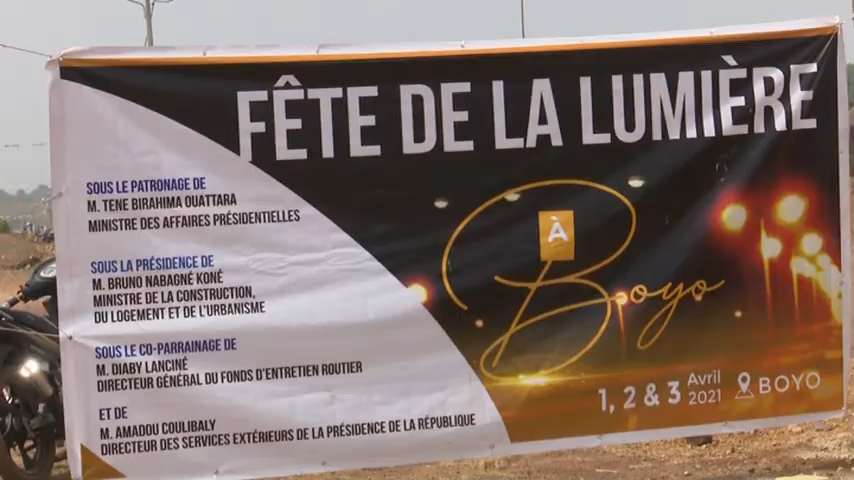 FÊTE DE LA LUMIÈRE
À
Boyo
SOUS LE PATRONAGE DE
M. TENE BIRAHIMA OUATTARA
MINISTRE DES AFFAIRES PRÉSIDENTIELLES
SOUS LA PRÉSIDENCE DE
M. BRUNO NABAGNÉ KONÉ
MINISTRE DE LA CONSTRUCTION,
DU LOGEMENT ET DE L'URBANISME
SOUS LE CO-PARRAINAGE DE
M. DIABY LANCINÉ
DIRECTEUR GÉNÉRAL DU FONDS D'ENTRETIEN ROUTIER
ET DE
M. AMADOU COULIBALY
DIRECTEUR DES SERVICES EXTÉRIEURS DE LA PRÉSIDENCE DE LA RÉPUBLIQUE
1, 2 & 3 Avril 2021 BOYO